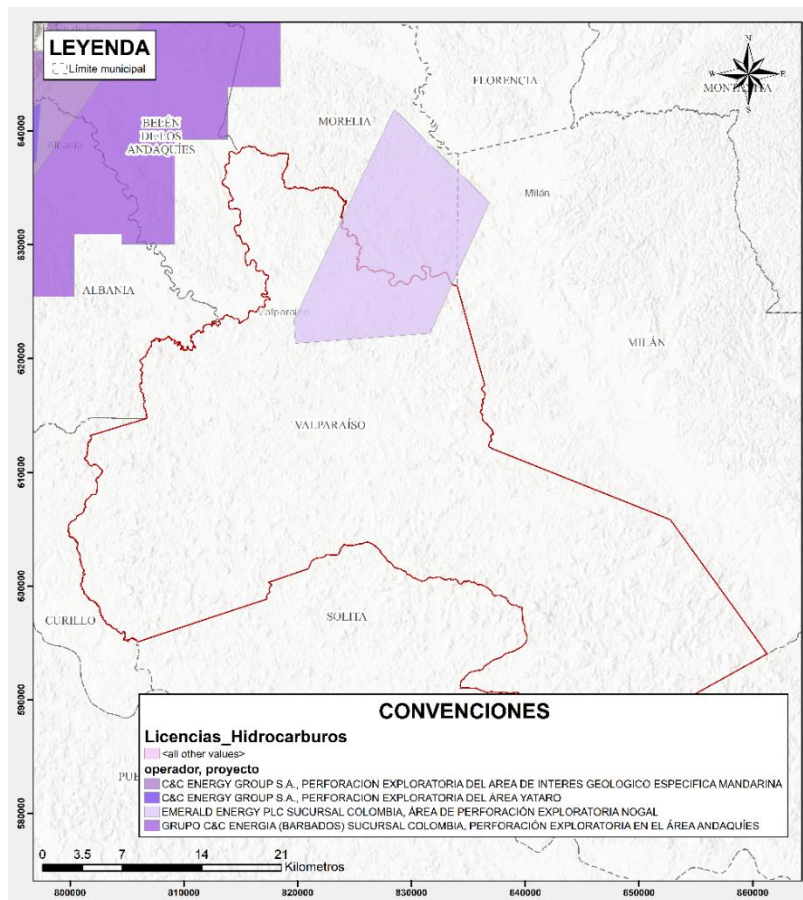 LEYENDA
Límite municipal
N
W
E
S
FLORENCIA
MORELIA
BELÉN
DE LOS
ANDAQUÍES
Albania
Milán
ALBANIA
Valparaíso
MILÁN
VALPARAÍSO
CURILLO
SOLITA
640000
630000
620000
610000
600000
590000
580000
CONVENCIONES
Licencias_Hidrocarburos
<all other values>
operador, proyecto
C&C ENERGY GROUP S.A., PERFORACION EXPLORATORIA DEL AREA DE INTERES GEOLOGICO ESPECIFICA MANDARINA
C&C ENERGY GROUP S.A., PERFORACION EXPLORATORIA DEL ÁREA YATARO
EMERALD ENERGY PLC SUCURSAL COLOMBIA, ÁREA DE PERFORACIÓN EXPLORATORIA NOGAL
GRUPO C&C ENERGIA (BARBADOS) SUCURSAL COLOMBIA, PERFORACIÓN EXPLORATORIA EN EL ÁREA ANDAQUÍES
0 3.5 7 14 21
Kilometros
800000 810000 820000 830000 840000 850000 860000